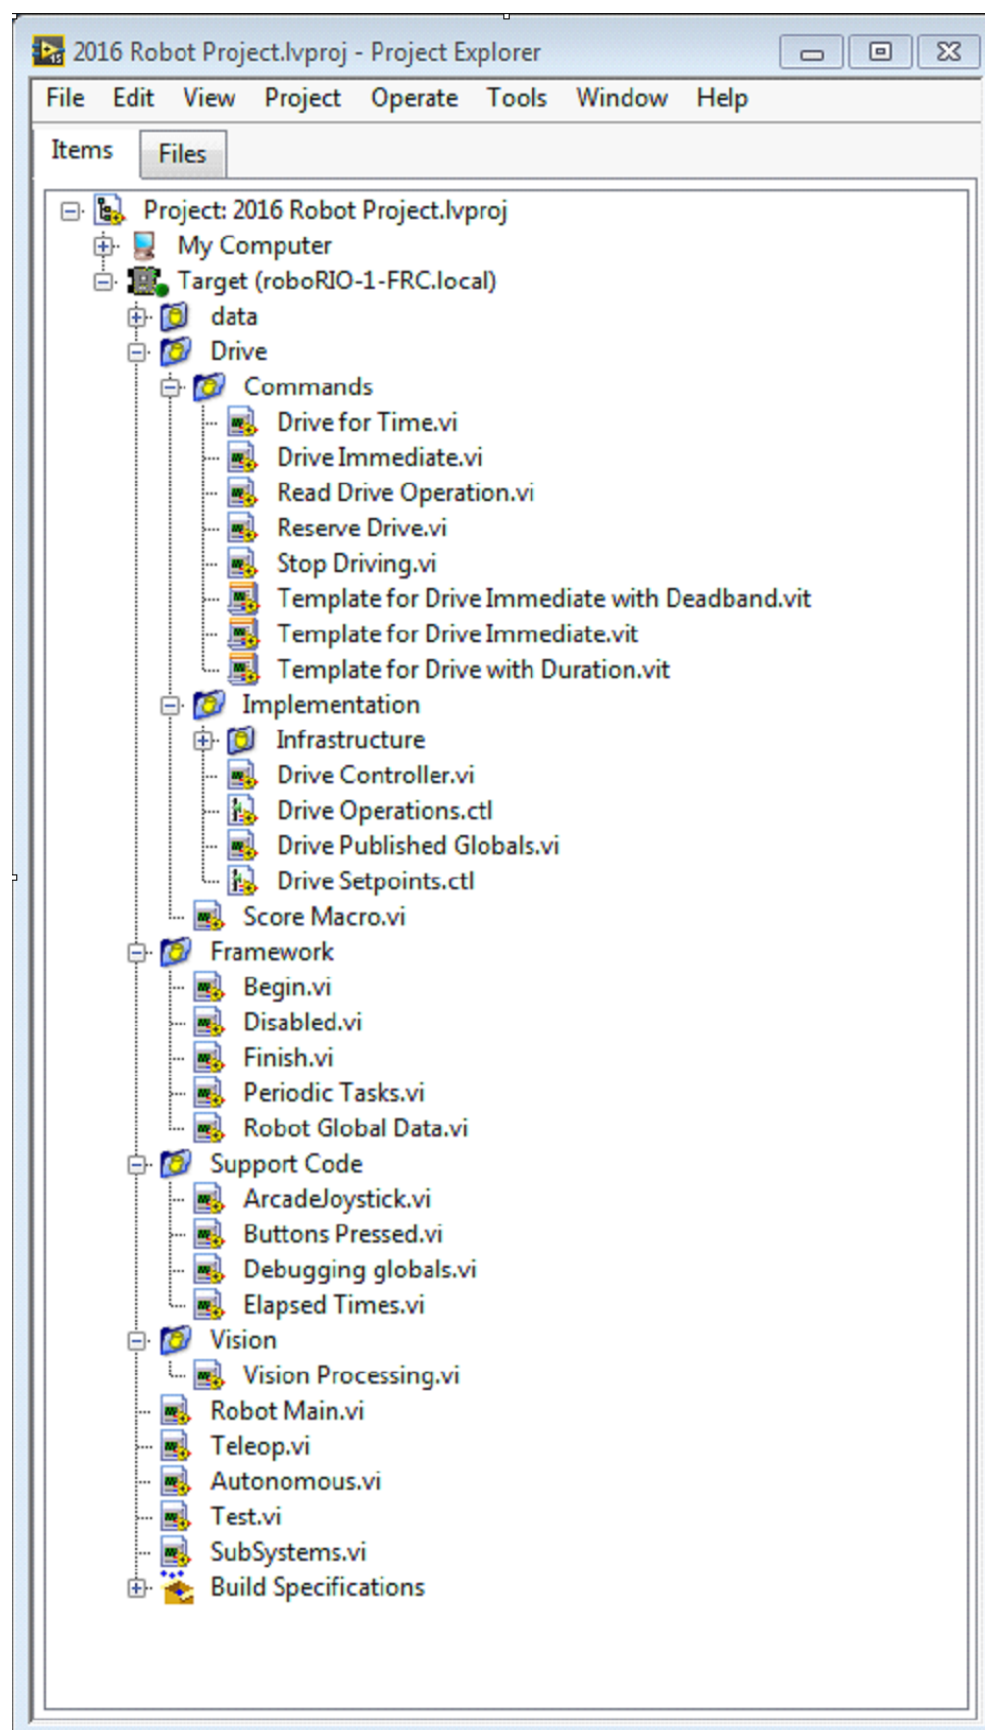 2016 Robot Project.lvproj - Project Explorer
File Edit View Project Operate Tools Window Help
Items Files
Project: 2016 Robot Project.lvproj
My Computer
Target (roboRIO-1-FRC.local)
data
Drive
Commands
Drive for Time.vi
Drive Immediate.vi
Read Drive Operation.vi
Reserve Drive.vi
Stop Driving.vi
Template for Drive Immediate with Deadband.vit
Template for Drive Immediate.vit
Template for Drive with Duration.vit
Implementation
Infrastructure
Drive Controller.vi
Drive Operations.ctl
Drive Published Globals.vi
Drive Setpoints.ctl
Score Macro.vi
Framework
Begin.vi
Disabled.vi
Finish.vi
Periodic Tasks.vi
Robot Global Data.vi
Support Code
ArcadeJoystick.vi
Buttons Pressed.vi
Debugging globals.vi
Elapsed Times.vi
Vision
Vision Processing.vi
Robot Main.vi
Teleop.vi
Autonomous.vi
Test.vi
SubSystems.vi
Build Specifications